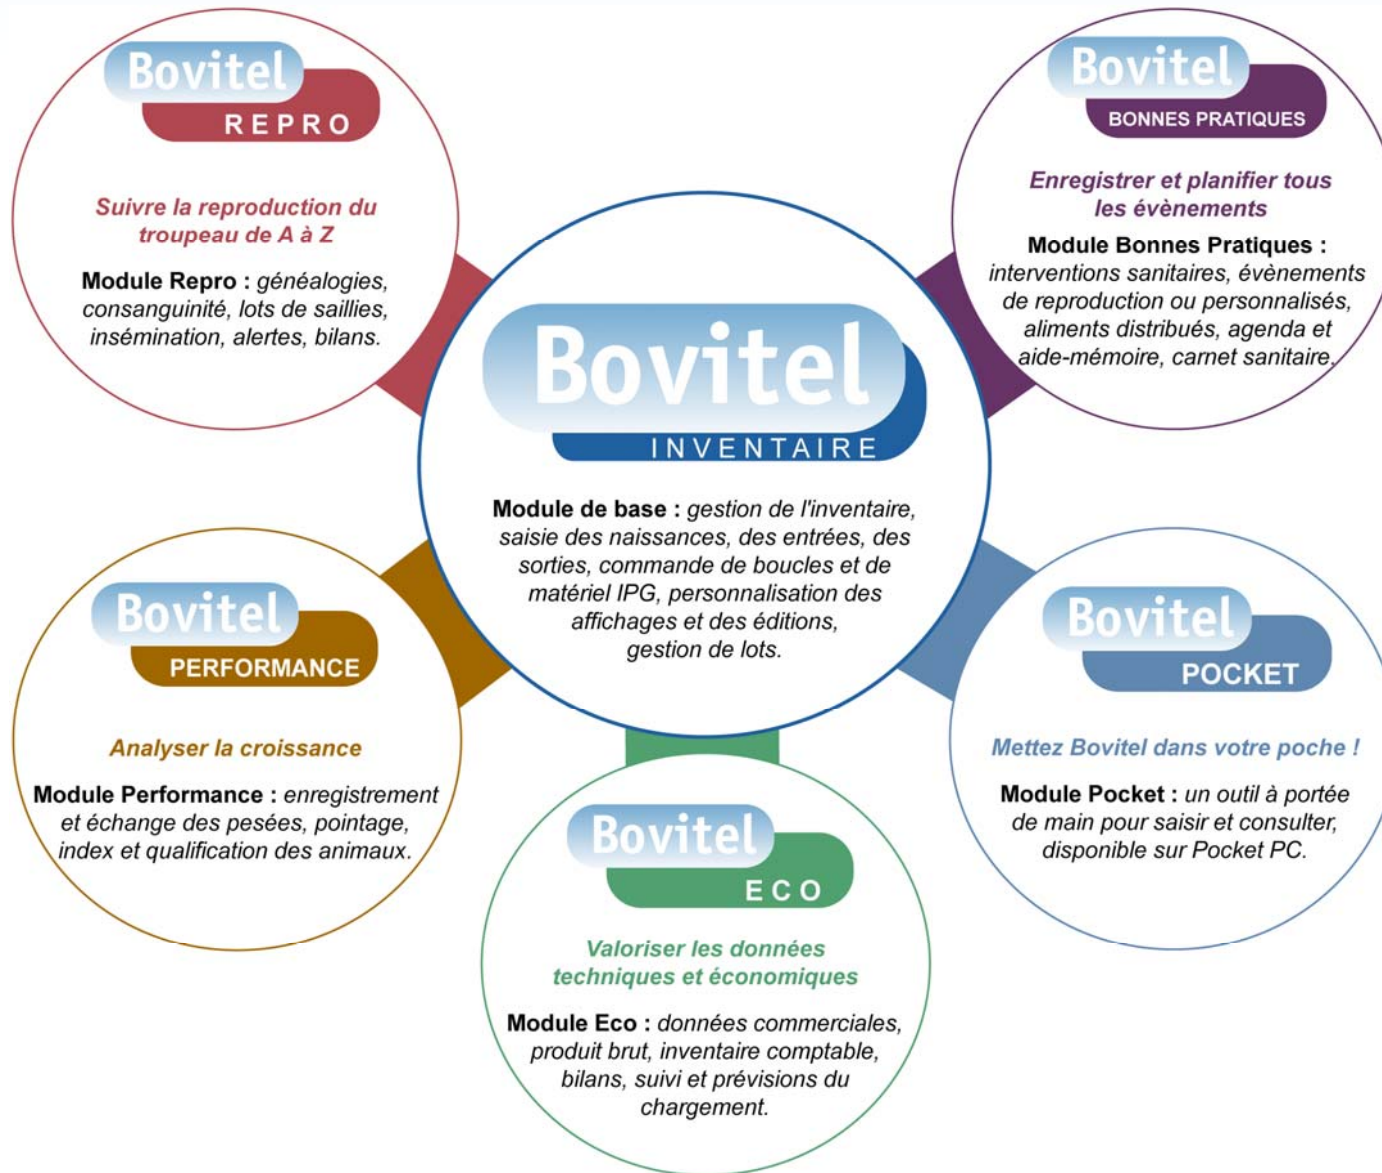 Bovitel
REPRO
Suivre la reproduction du
troupeau de A à Z
Module Repro : généalogies,
consanguinité, lots de saillies,
insémination, alertes, bilans.
Bovitel
BONNES PRATIQUES
Enregistrer et planifier tous
les évènements
Module Bonnes Pratiques :
interventions sanitaires, évènements
de reproduction ou personnalisés,
aliments distribués, agenda et
aide-mémoire, carnet sanitaire.
Bovitel
INVENTAIRE
Module de base : gestion de l'inventaire,
saisie des naissances, des entrées, des
sorties, commande de boucles et de
matériel IPG, personnalisation des
affichages et des éditions,
gestion de lots.
Bovitel
PERFORMANCE
Analyser la croissance
Module Performance : enregistrement
et échange des pesées, pointage,
index et qualification des animaux.
Bovitel
POCKET
Mettez Bovitel dans votre poche !
Module Pocket : un outil à portée
de main pour saisir et consulter,
disponible sur Pocket PC.
Bovitel
ECO
Valoriser les données
techniques et économiques
Module Eco : données commerciales,
produit brut, inventaire comptable,
bilans, suivi et prévisions du
chargement.